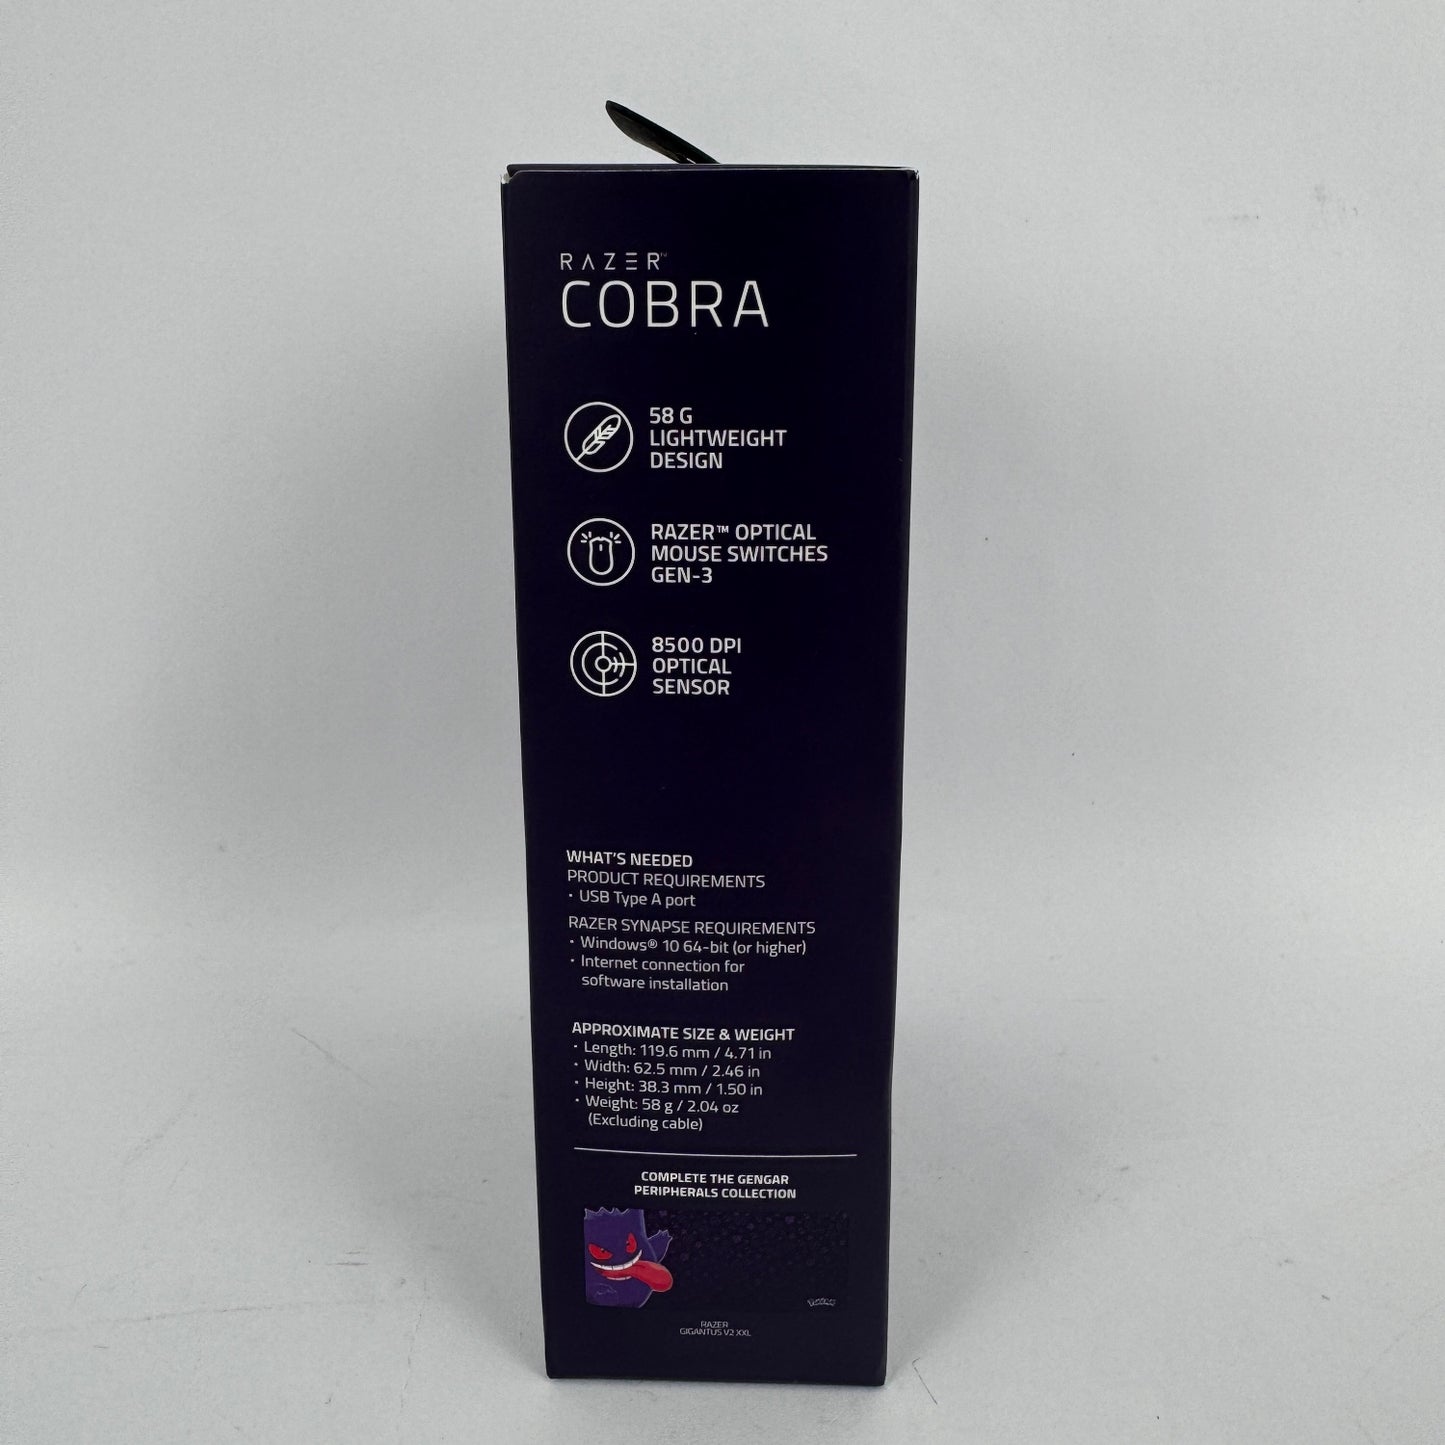 RAZER™
COBRA
58 G
LIGHTWEIGHT
DESIGN
RAZER™ OPTICAL
MOUSE SWITCHES
GEN-3
8500 DPI
OPTICAL
SENSOR
WHAT'S NEEDED
PRODUCT REQUIREMENTS
· USB Type A port
RAZER SYNAPSE REQUIREMENTS
· Windows® 10 64-bit (or higher)
· Internet connection for
software installation
APPROXIMATE SIZE & WEIGHT
· Length: 119.6 mm / 4.71 in
· Width: 62.5 mm / 2.46 in
· Height: 38.3 mm / 1.50 in
· Weight: 58 g / 2.04 oz
(Excluding cable)
COMPLETE THE GENGAR
PERIPHERALS COLLECTION
Pokémon
RAZER
GIGANTUS V2 XXL